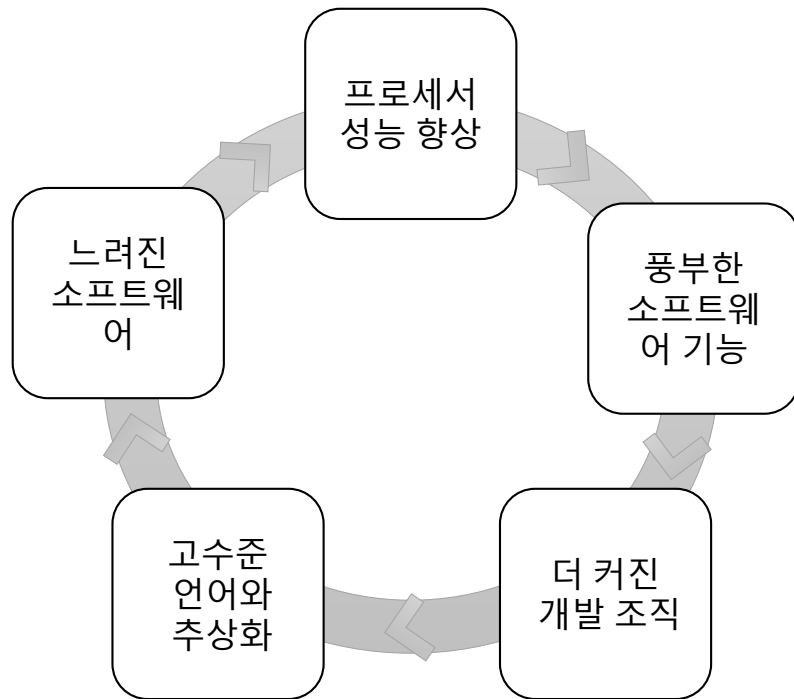 프로세서
성능 향상
풍부한
소프트웨
어 기능
더 커진
개발 조직
고수준
언어와
추상화
느려진
소프트웨
어